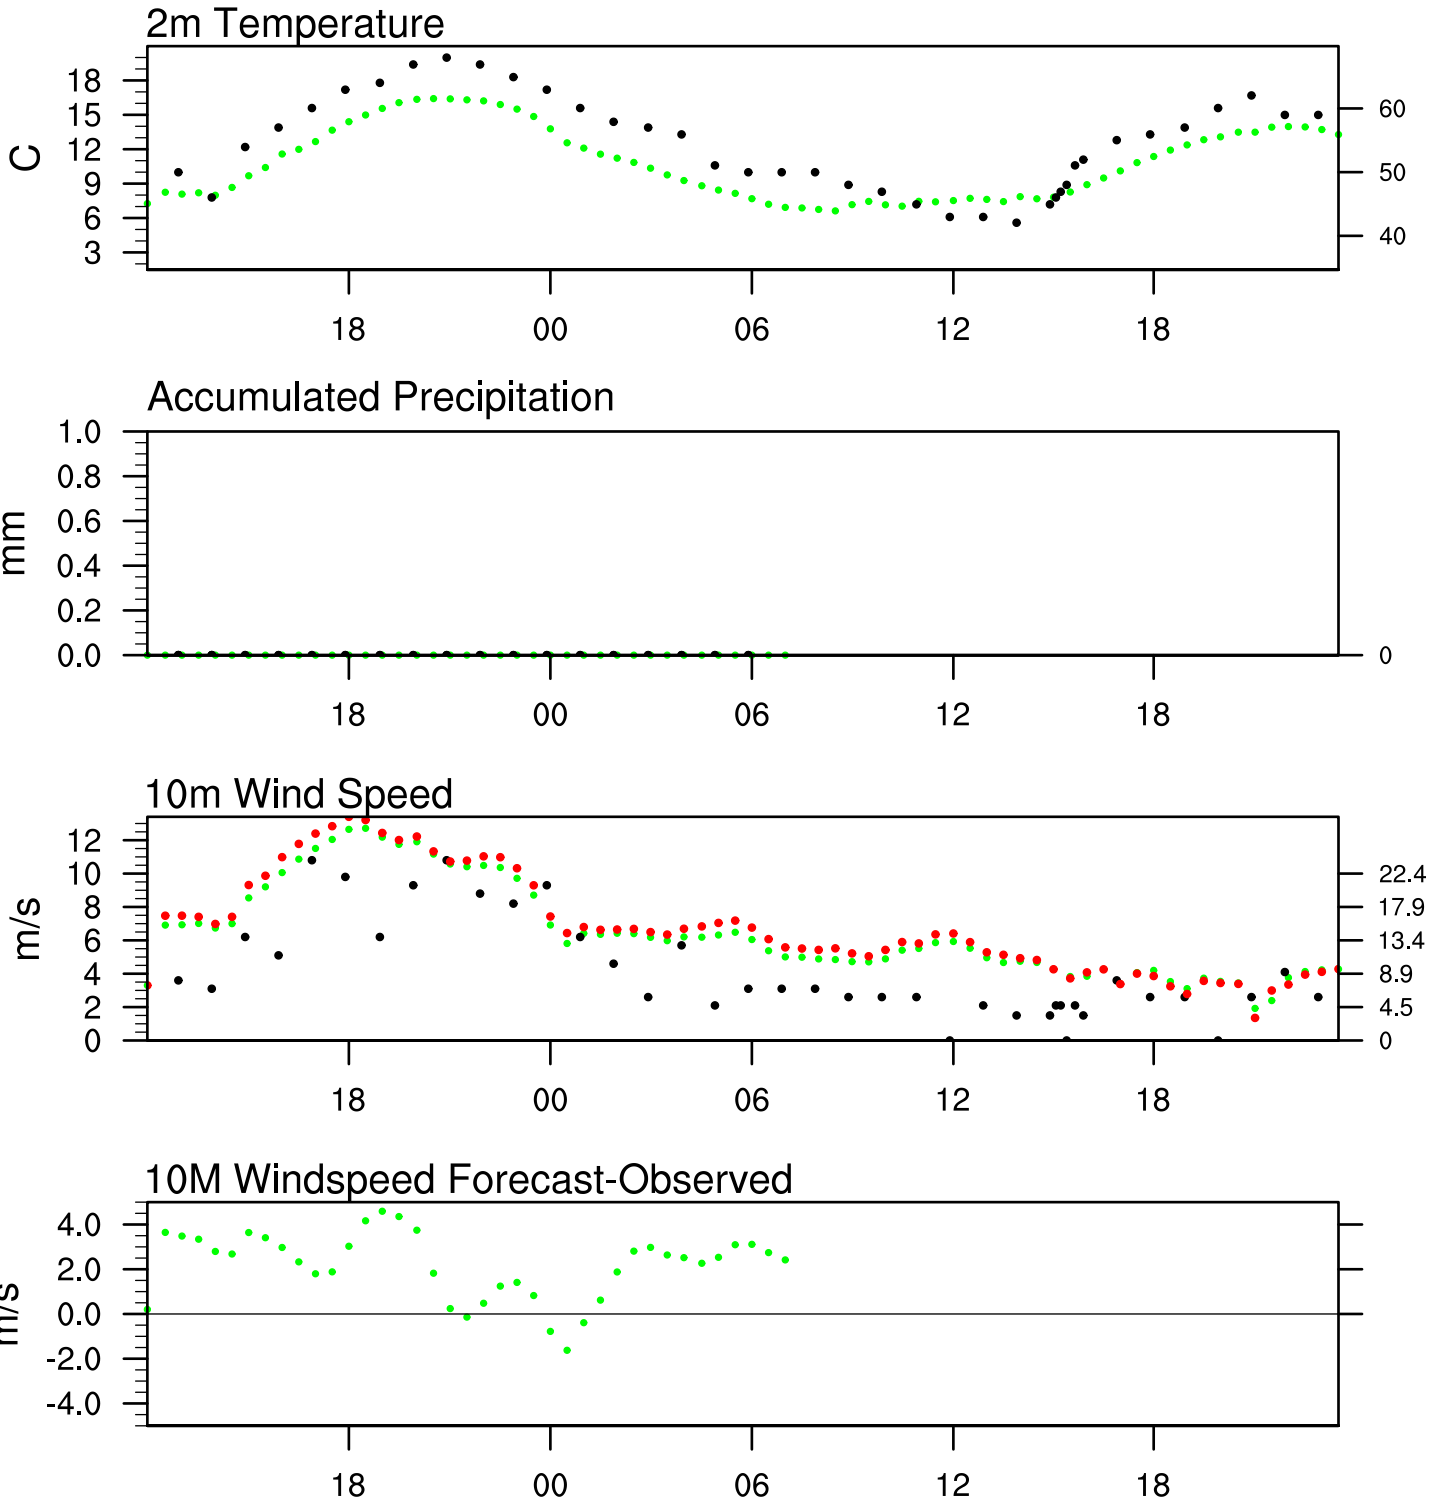 2m Temperature
18
15
12
9
6
3
C
60
50
40
18 00 06 12 18
Accumulated Precipitation
1.0
0.8
0.6
0.4
0.2
0.0
mm
0
18 00 06 12 18
10m Wind Speed
12
10
8
6
4
2
0
m/s
22.4
17.9
13.4
8.9
4.5
0
18 00 06 12 18
10M Windspeed Forecast-Observed
4.0
2.0
0.0
-2.0
-4.0
m/s
18 00 06 12 18